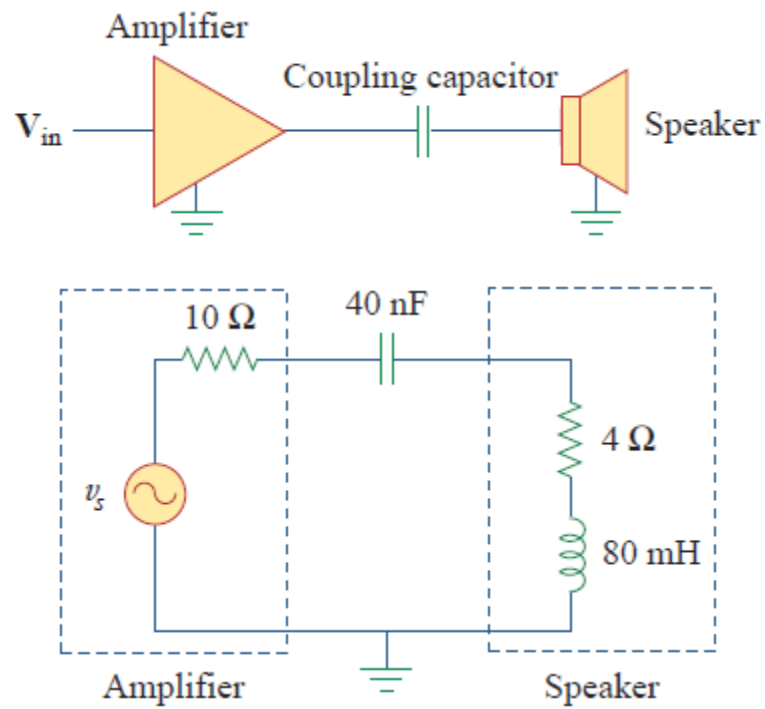 Amplifier
Coupling capacitor
V_in
Speaker
10 Ω
40 nF
4 Ω
v_s
80 mH
Amplifier
Speaker